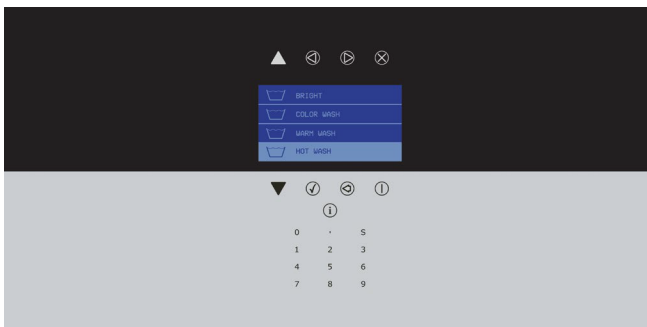 BRIGHT
COLOR WASH
WARM WASH
HOT WASH
i
0 . S
1 2 3
4 5 6
7 8 9